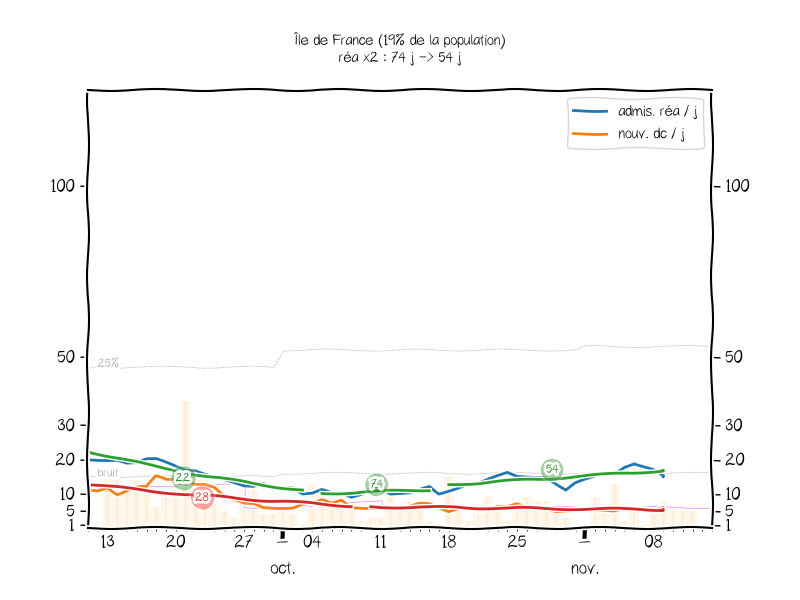 Île de France (19% de la population)
réa x2 : 74 j -> 54 j
admis. réa / j
nouv. dc / j
100 100
50 50
25%
30 30
20 20
bruit
22 74 54
28
10 10
5 5
1 1
13 20 27 04 11 18 25 08
oct. nov.